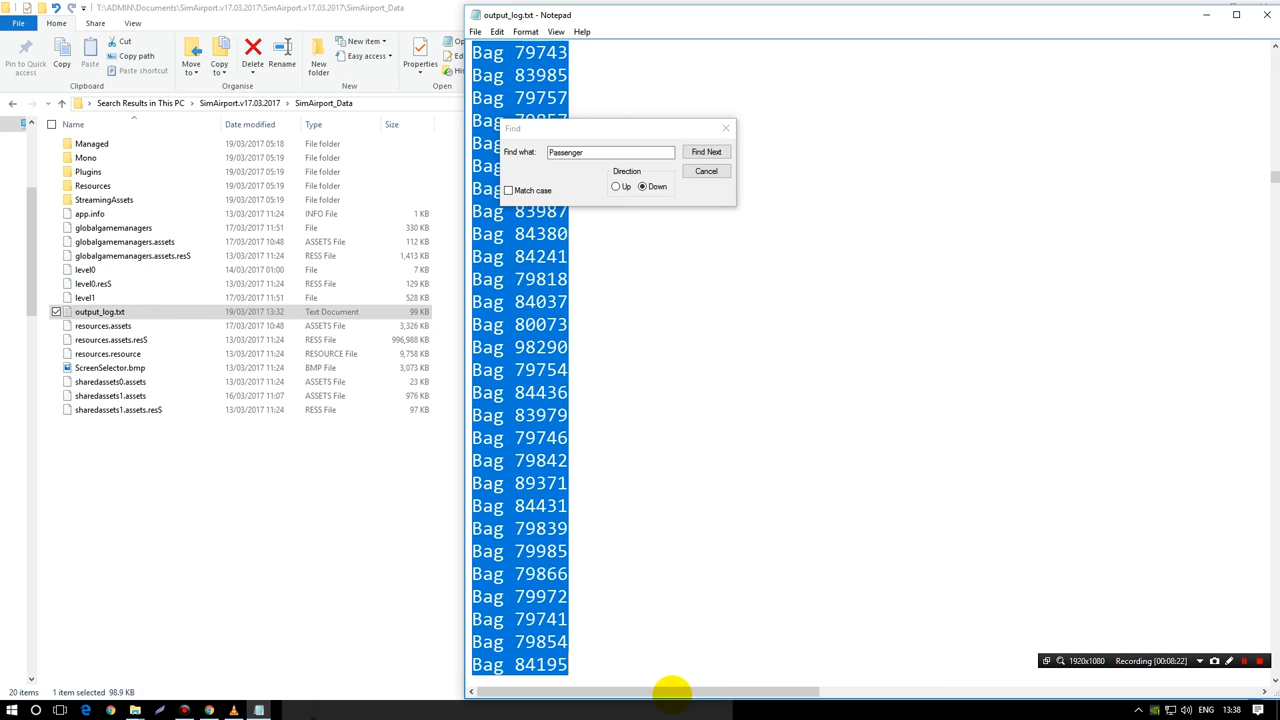 T:\ADMIN\Documents\SimAirport.v17.03.2017\SimAirport.v17.03.2017\SimAirport_Data
File Home Share View
Pin to Quick access
Copy
Paste
Cut
Copy path
Paste shortcut
Clipboard
Move to
Copy to
Delete
Rename
Organise
New folder
New item
Easy access
New
Properties
Open
Search Results in This PC > SimAirport.v17.03.2017 > SimAirport_Data
Name Date modified Type Size
Managed 19/03/2017 05:18 File folder
Mono 19/03/2017 05:19 File folder
Plugins 19/03/2017 05:19 File folder
Resources 19/03/2017 05:19 File folder
StreamingAssets 19/03/2017 05:19 File folder
app.info 13/03/2017 11:24 INFO File 1 KB
globalgamemanagers 17/03/2017 11:51 File 330 KB
globalgamemanagers.assets 17/03/2017 10:48 ASSETS File 112 KB
globalgamemanagers.assets.resS 13/03/2017 11:24 RESS File 1,413 KB
level0 14/03/2017 01:00 File 7 KB
level0.resS 13/03/2017 11:24 RESS File 129 KB
level1 17/03/2017 11:51 File 528 KB
output_log.txt 19/03/2017 13:32 Text Document 99 KB
resources.assets 17/03/2017 10:48 ASSETS File 3,326 KB
resources.assets.resS 13/03/2017 11:24 RESS File 996,988 KB
resources.resource 13/03/2017 11:24 RESOURCE File 9,758 KB
ScreenSelector.bmp 13/03/2017 11:24 BMP File 3,073 KB
sharedassets0.assets 13/03/2017 11:24 ASSETS File 23 KB
sharedassets1.assets 16/03/2017 11:07 ASSETS File 976 KB
sharedassets1.assets.resS 13/03/2017 11:24 RESS File 97 KB
20 items 1 item selected 98.9 KB
output_log.txt - Notepad
File Edit Format View Help
Bag 79743
Bag 83985
Bag 79757
Find
Find what: Passenger Find Next
Direction Cancel
Match case Up Down
Bag 83987
Bag 84380
Bag 84241
Bag 79818
Bag 84037
Bag 80073
Bag 98290
Bag 79754
Bag 84436
Bag 83979
Bag 79746
Bag 79842
Bag 89371
Bag 84431
Bag 79839
Bag 79985
Bag 79866
Bag 79972
Bag 79741
Bag 79854
Bag 84195
1920x1080 Recording [00:08:22]
ENG 13:38